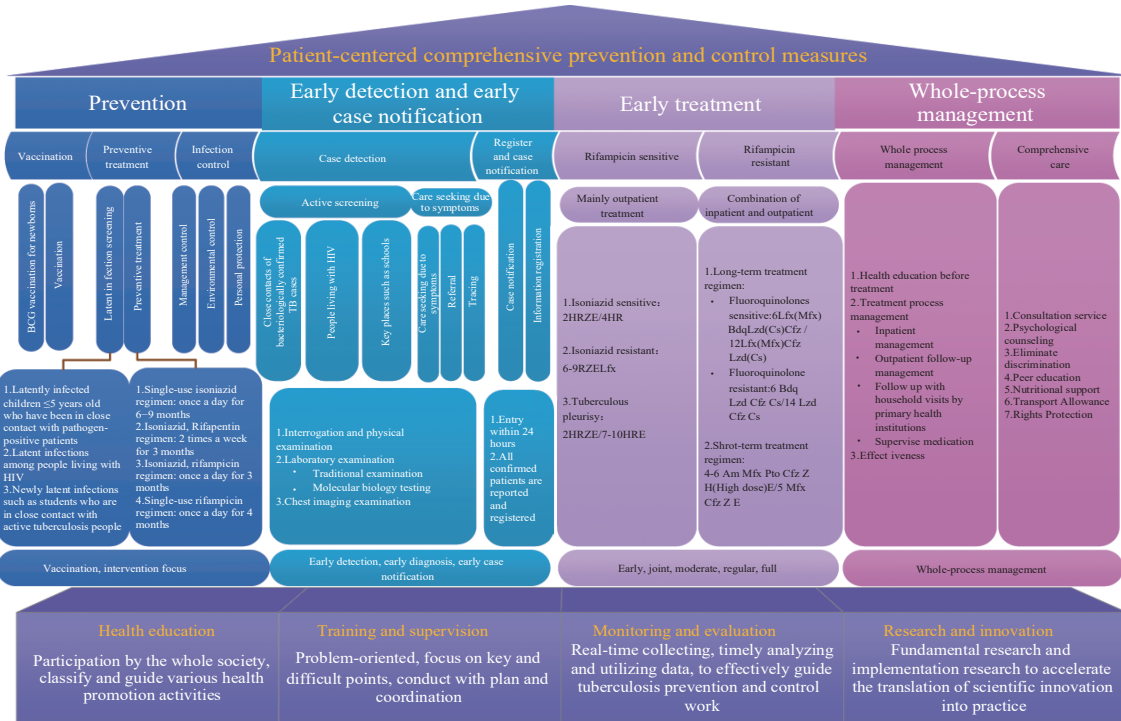 Patient-centered comprehensive prevention and control measures
Prevention
Early detection and early
case notification
Early treatment
Whole-process
management
Vaccination
Preventive
treatment
Infection
control
Case detection
Register
and case
notification
Rifampicin sensitive
Rifampicin
resistant
Whole process
management
Comprehensive
care
BCG vaccination for newborns
Vaccination
Latent in fection screening
Preventive treatment
Management control
Environmental control
Personal protection
1.Latently infected
children ≤5 years old
who have been in close
contact with pathogen-
positive patients
2.Latent infections
among people living with
HIV
3.Newly latent infections
such as students who are
in close contact with
active tuberculosis people
1.Single-use isoniazid
regimen: once a day for
6−9 months
2.Isoniazid, Rifapentin
regimen: 2 times a week
for 3 months
3.Isoniazid, rifampicin
regimen: once a day for 3
months
4.Single-use rifampicin
regimen: once a day for 4
months
Active screening
Care seeking due
to symptoms
Close contacts of
bacteriologically confirmed
TB cases
People living with HIV
Key places such as schools
Care seeking due to
symptoms
Referral
Tracing
Case notification
Information registration
1.Interrogation and physical
examination
2.Laboratory examination
• Traditional examination
• Molecular biology testing
3.Chest imaging examination
1.Entry
within 24
hours
2.All
confirmed
patients are
reported
and
registered
Mainly outpatient
treatment
Combination of
inpatient and outpatient
1.Isoniazid sensitive:
2HRZE/4HR
2.Isoniazid resistant:
6-9RZELfx
3.Tuberculous
pleurisy:
2HRZE/7-10HRE
1.Long-term treatment
regimen:
• Fluoroquinolones
sensitive:6Lfx(Mfx)
BdqLzd(Cs)Cfz /
12Lfx(Mfx)Cfz
Lzd(Cs)
• Fluoroquinolone
resistant:6 Bdq
Lzd Cfz Cs/14 Lzd
Cfz Cs
2.Shrot-term treatment
regimen:
4-6 Am Mfx Pto Cfz Z
H(High dose)E/5 Mfx
Cfz Z E
1.Health education before
treatment
2.Treatment process
management
• Inpatient
management
• Outpatient follow-up
management
• Follow up with
household visits by
primary health
institutions
• Supervise medication
3.Effect iveness
1.Consultation service
2.Psychological
counseling
3.Eliminate
discrimination
4.Peer education
5.Nutritional support
6.Transport Allowance
7.Rights Protection
Vaccination, intervention focus
Early detection, early diagnosis, early case
notification
Early, joint, moderate, regular, full
Whole-process management
Health education
Participation by the whole society,
classify and guide various health
promotion activities
Training and supervision
Problem-oriented, focus on key and
difficult points, conduct with plan and
coordination
Monitoring and evaluation
Real-time collecting, timely analyzing
and utilizing data, to effectively guide
tuberculosis prevention and control
work
Research and innovation
Fundamental research and
implementation research to accelerate
the translation of scientific innovation
into practice